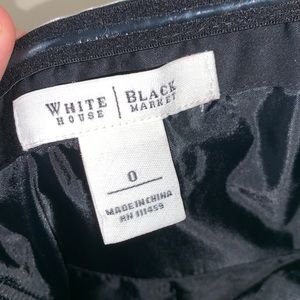 WHITE HOUSE | BLACK MARKET
0
MADE IN CHINA
RN 111459